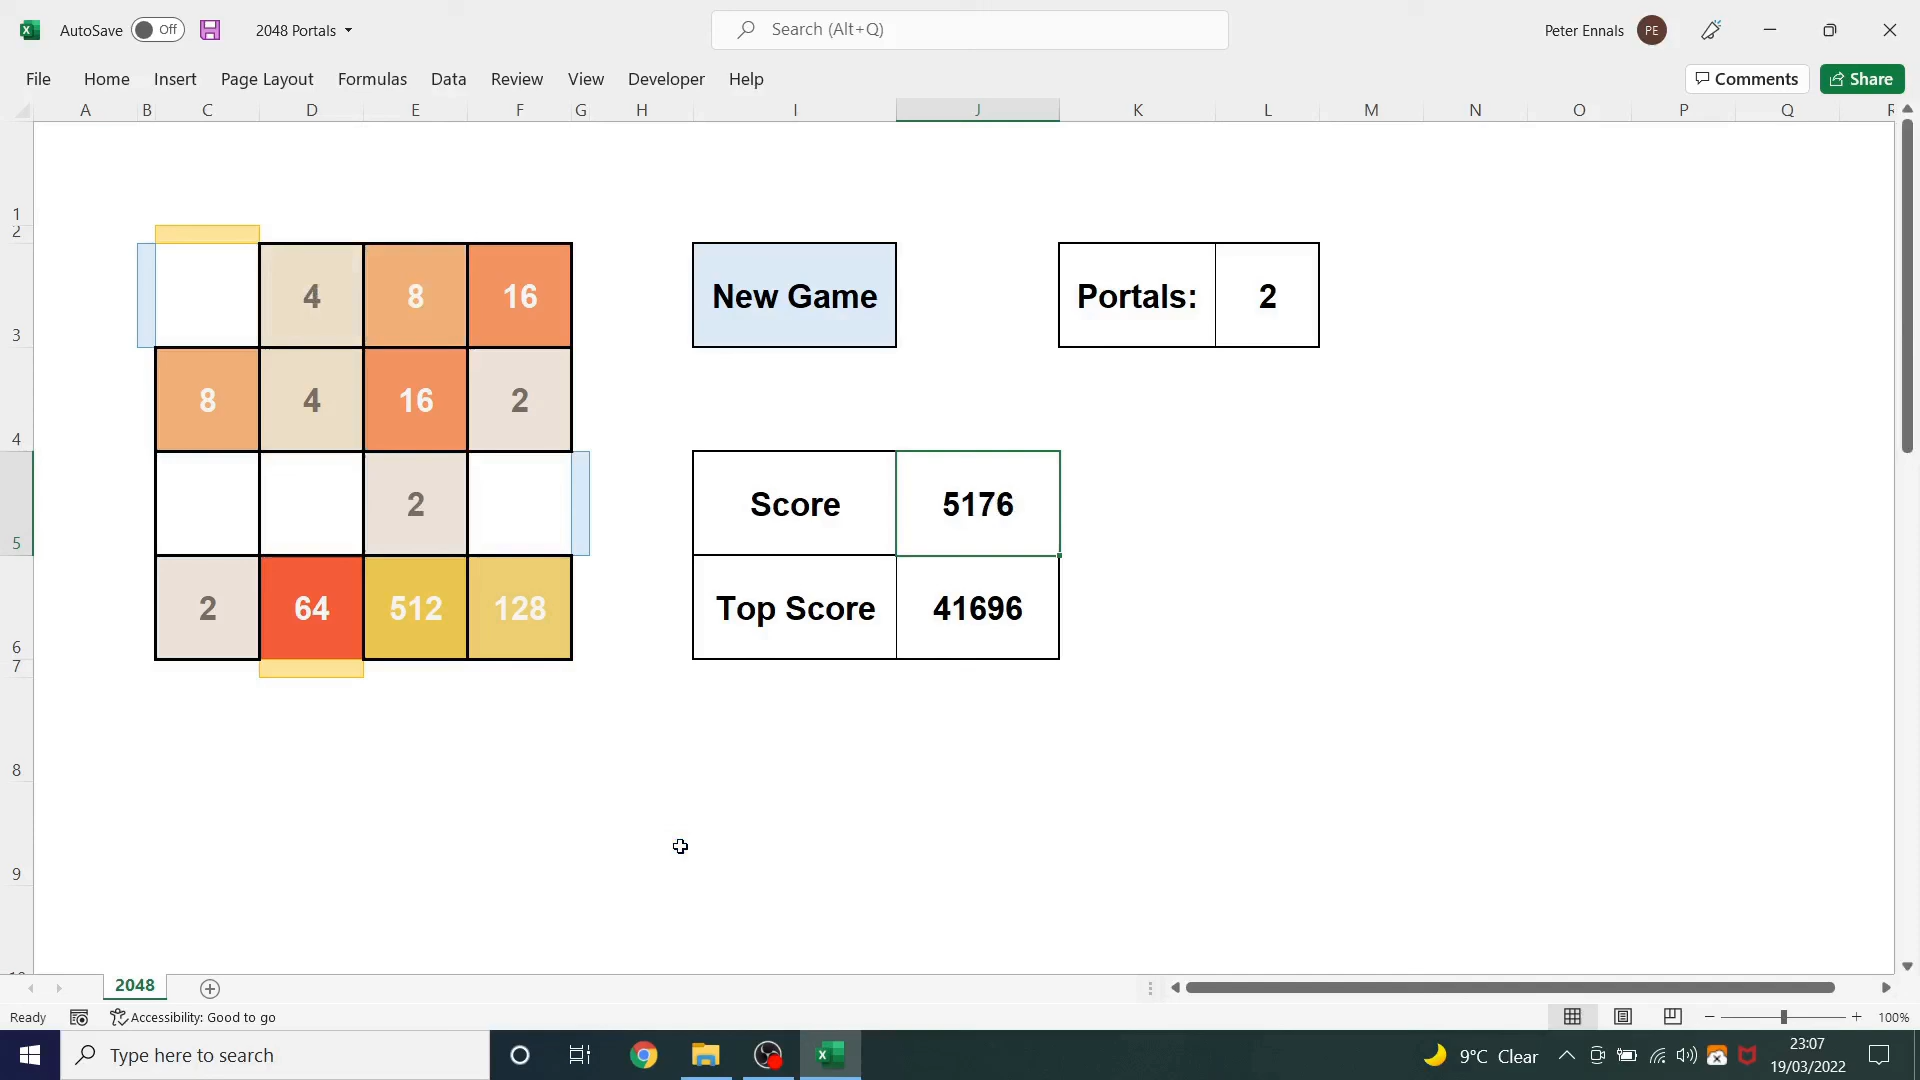 AutoSave Off 2048 Portals Search (Alt+Q) Peter Ennals PE
File Home Insert Page Layout Formulas Data Review View Developer Help Comments Share
A B C D E F G H I J K L M N O P Q R
1
2
3
4
5
6
7
8
9
4 8 16
8 4 16 2
2
2 64 512 128
New Game
Portals: 2
Score 5176
Top Score 41696
2048
Ready Accessibility: Good to go 100%
Type here to search 9°C Clear 23:07
19/03/2022